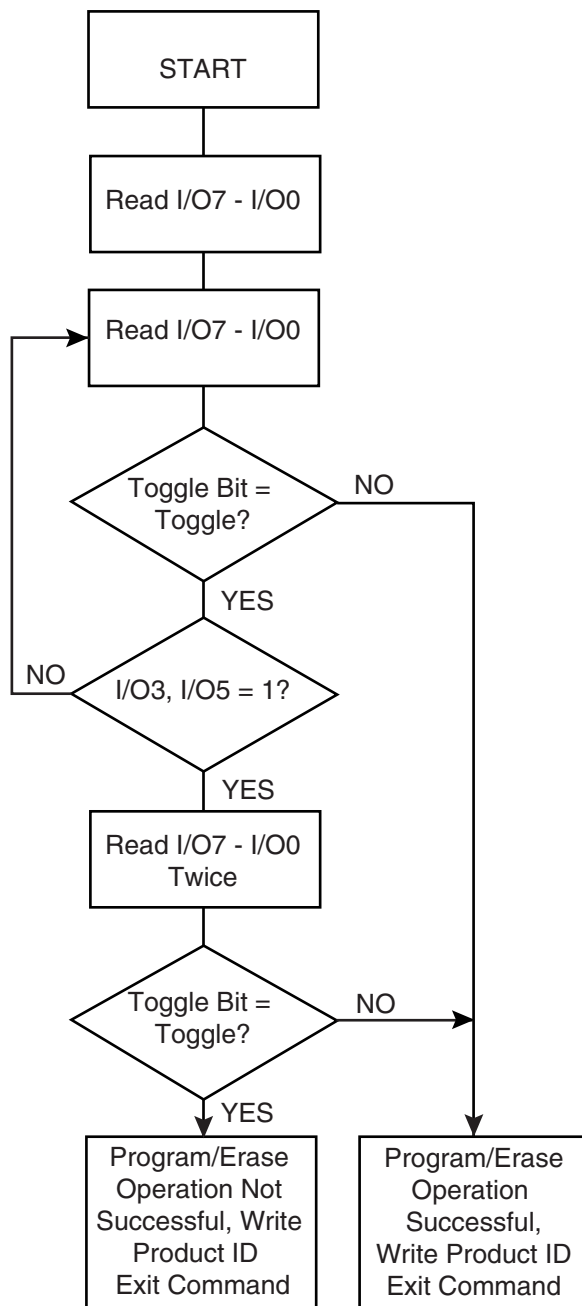 START
Read I/O7 - I/O0
Read I/O7 - I/O0
Toggle Bit =
Toggle?
NO
YES
NO
I/O3, I/O5 = 1?
YES
Read I/O7 - I/O0
Twice
Toggle Bit =
Toggle?
NO
YES
Program/Erase
Operation Not
Successful, Write
Product ID
Exit Command
Program/Erase
Operation
Successful,
Write Product ID
Exit Command